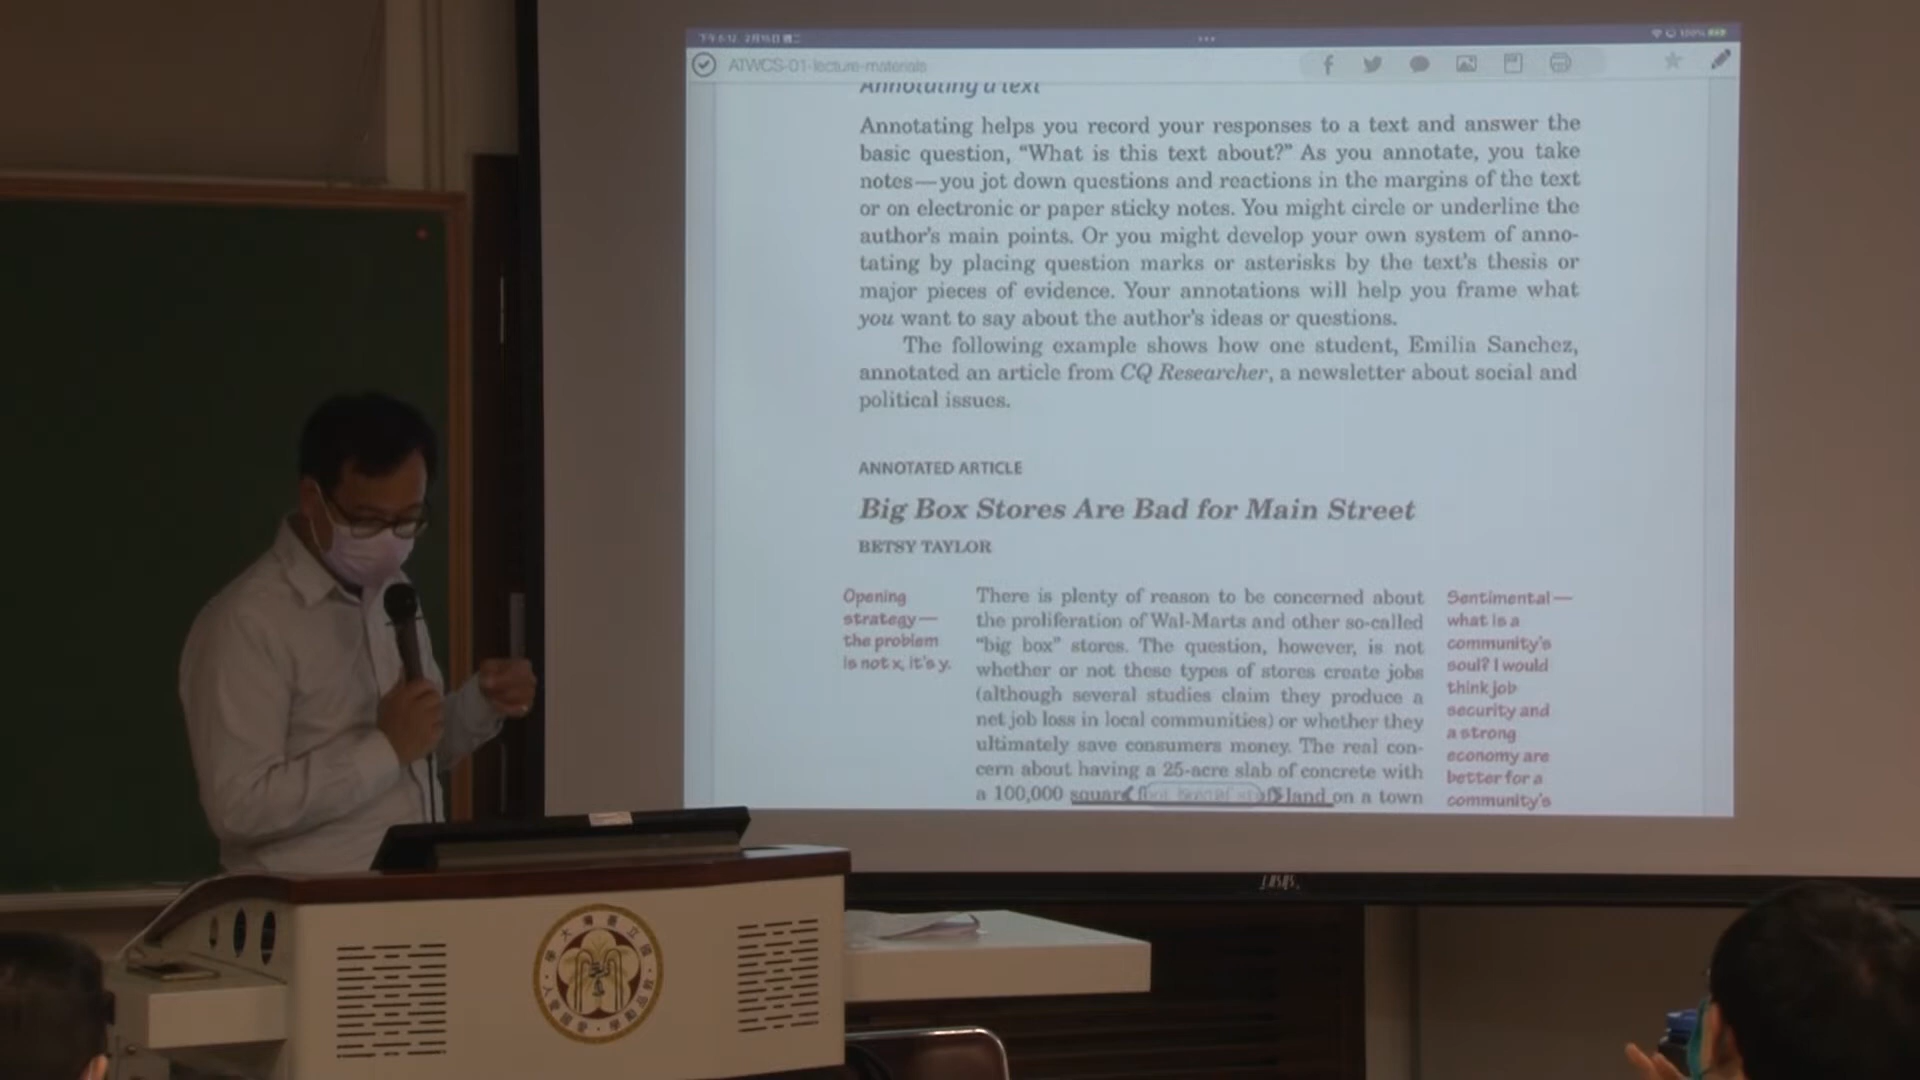 ATWCS-01-lecture-materials
Annotating a text
Annotating helps you record your responses to a text and answer the
basic question, “What is this text about?” As you annotate, you take
notes—you jot down questions and reactions in the margins of the text
or on electronic or paper sticky notes. You might circle or underline the
author's main points. Or you might develop your own system of anno-
tating by placing question marks or asterisks by the text's thesis or
major pieces of evidence. Your annotations will help you frame what
you want to say about the author's ideas or questions.
The following example shows how one student, Emilia Sanchez,
annotated an article from CQ Researcher, a newsletter about social and
political issues.
ANNOTATED ARTICLE
Big Box Stores Are Bad for Main Street
BETSY TAYLOR
Opening
strategy—
the problem
is not x, it's y.
There is plenty of reason to be concerned about
the proliferation of Wal-Marts and other so-called
“big box” stores. The question, however, is not
whether or not these types of stores create jobs
(although several studies claim they produce a
net job loss in local communities) or whether they
ultimately save consumers money. The real con-
cern about having a 25-acre slab of concrete with
a 100,000 square land on a town
Sentimental—
what is a
community's
soul? I would
think job
security and
a strong
economy are
better for a
community's